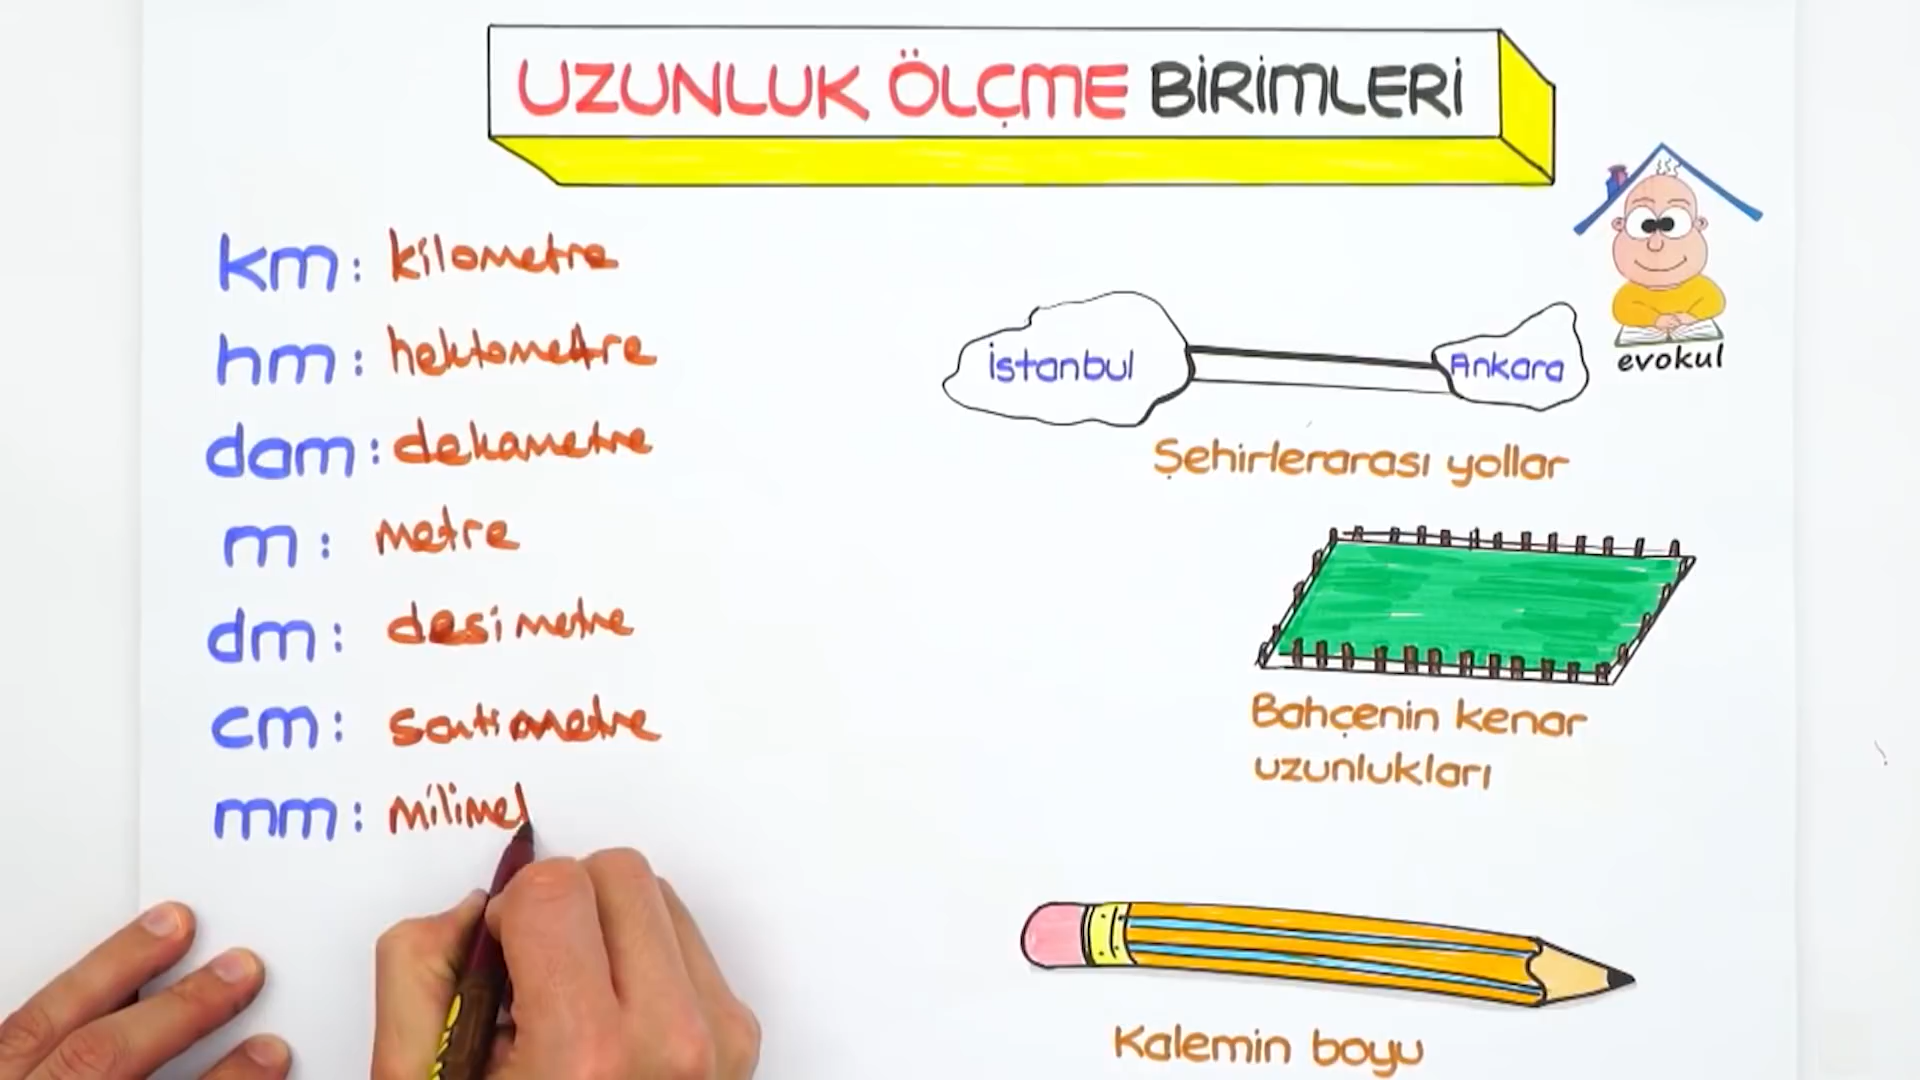 UZUNLUK ÖLÇME BİRİMLERİ
km: kilometre
hm: hektometre
dam: dekametre
m: metre
dm: desimetre
cm: santimetre
mm: milimet
evokul
İstanbul
Ankara
Şehirlerarası yollar
Bahçenin kenar
uzunlukları
Kalemin boyu